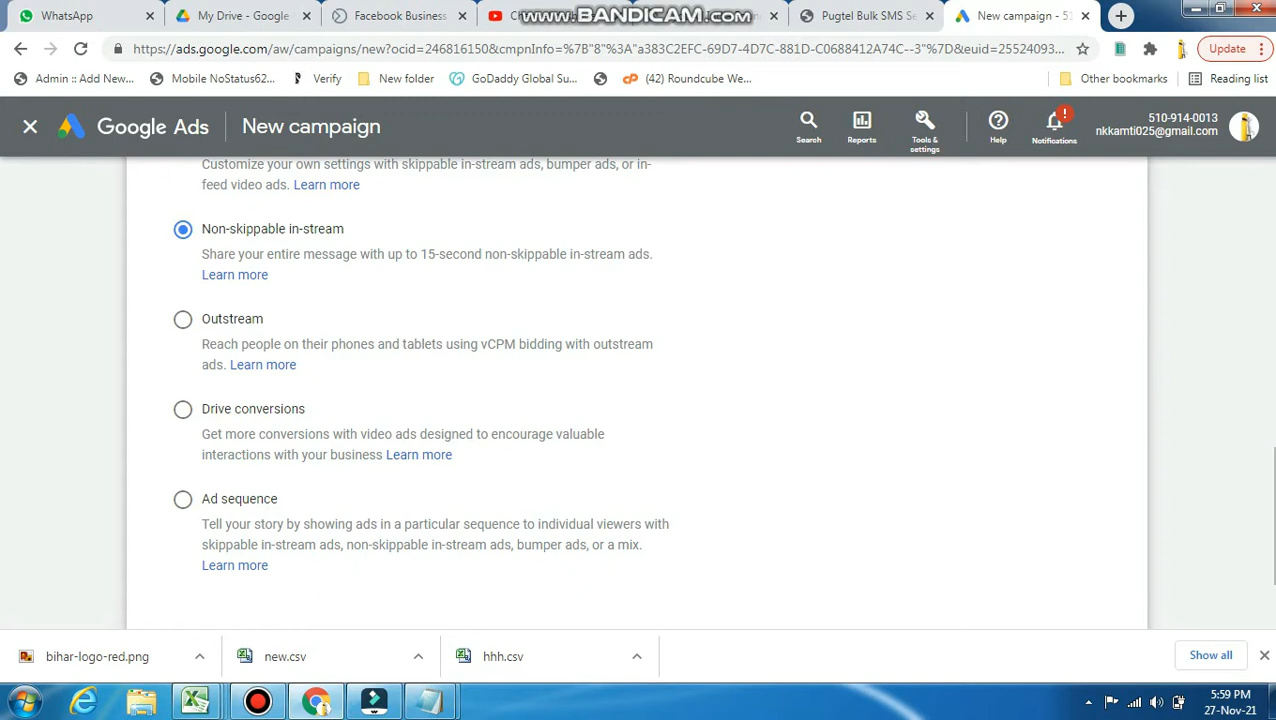 WhatsApp
My Drive - Google
Facebook Business
www.BANDICAM.com
Pugtel Bulk SMS Se
New campaign - 51
https://ads.google.com/aw/campaigns/new?ocid=246816150&cmpnInfo=%7B"8"%3A"a383C2EFC-69D7-4D7C-881D-C0688412A74C--3"%7D&euid=25524093...
Update
Admin :: Add New...
Mobile NoStatus62...
Verify
New folder
GoDaddy Global Su...
(42) Roundcube We...
Other bookmarks
Reading list
Google Ads
New campaign
Search
Reports
Tools &
settings
Help
Notifications
510-914-0013
nkkamti025@gmail.com
Customize your own settings with skippable in-stream ads, bumper ads, or in-
feed video ads. Learn more
Non-skippable in-stream
Share your entire message with up to 15-second non-skippable in-stream ads.
Learn more
Outstream
Reach people on their phones and tablets using vCPM bidding with outstream
ads. Learn more
Drive conversions
Get more conversions with video ads designed to encourage valuable
interactions with your business Learn more
Ad sequence
Tell your story by showing ads in a particular sequence to individual viewers with
skippable in-stream ads, non-skippable in-stream ads, bumper ads, or a mix.
Learn more
bihar-logo-red.png
new.csv
hhh.csv
Show all
5:59 PM
27-Nov-21